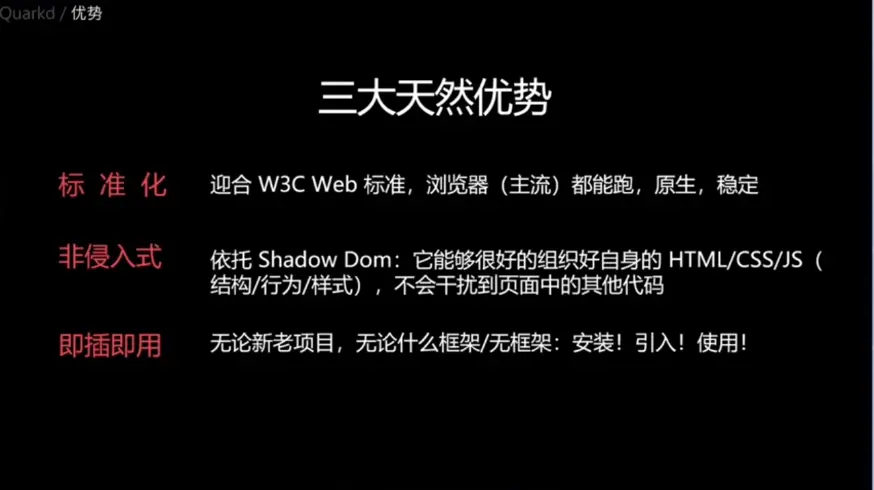 Quarkd / 优势
三大天然优势
标 准 化
迎合 W3C Web 标准，浏览器（主流）都能跑，原生，稳定
非侵入式
依托 Shadow Dom：它能够很好的组织好自身的 HTML/CSS/JS（
结构/行为/样式），不会干扰到页面中的其他代码
即插即用
无论新老项目，无论什么框架/无框架：安装！引入！使用！